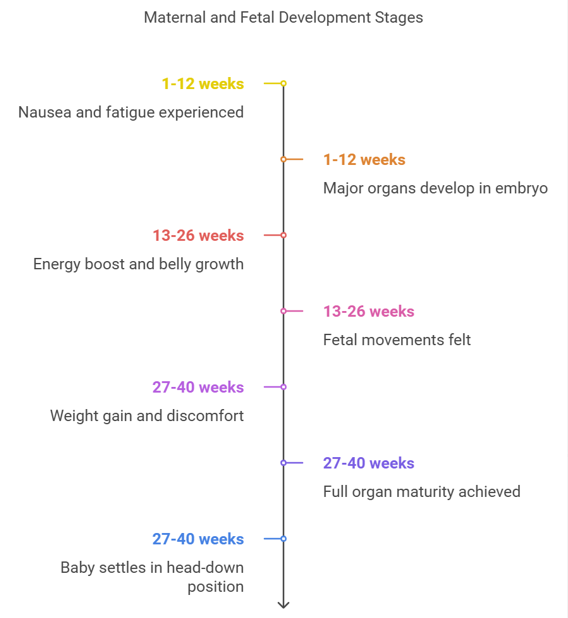 Maternal and Fetal Development Stages
1-12 weeks
Nausea and fatigue experienced
1-12 weeks
Major organs develop in embryo
13-26 weeks
Energy boost and belly growth
13-26 weeks
Fetal movements felt
27-40 weeks
Weight gain and discomfort
27-40 weeks
Full organ maturity achieved
27-40 weeks
Baby settles in head-down
position